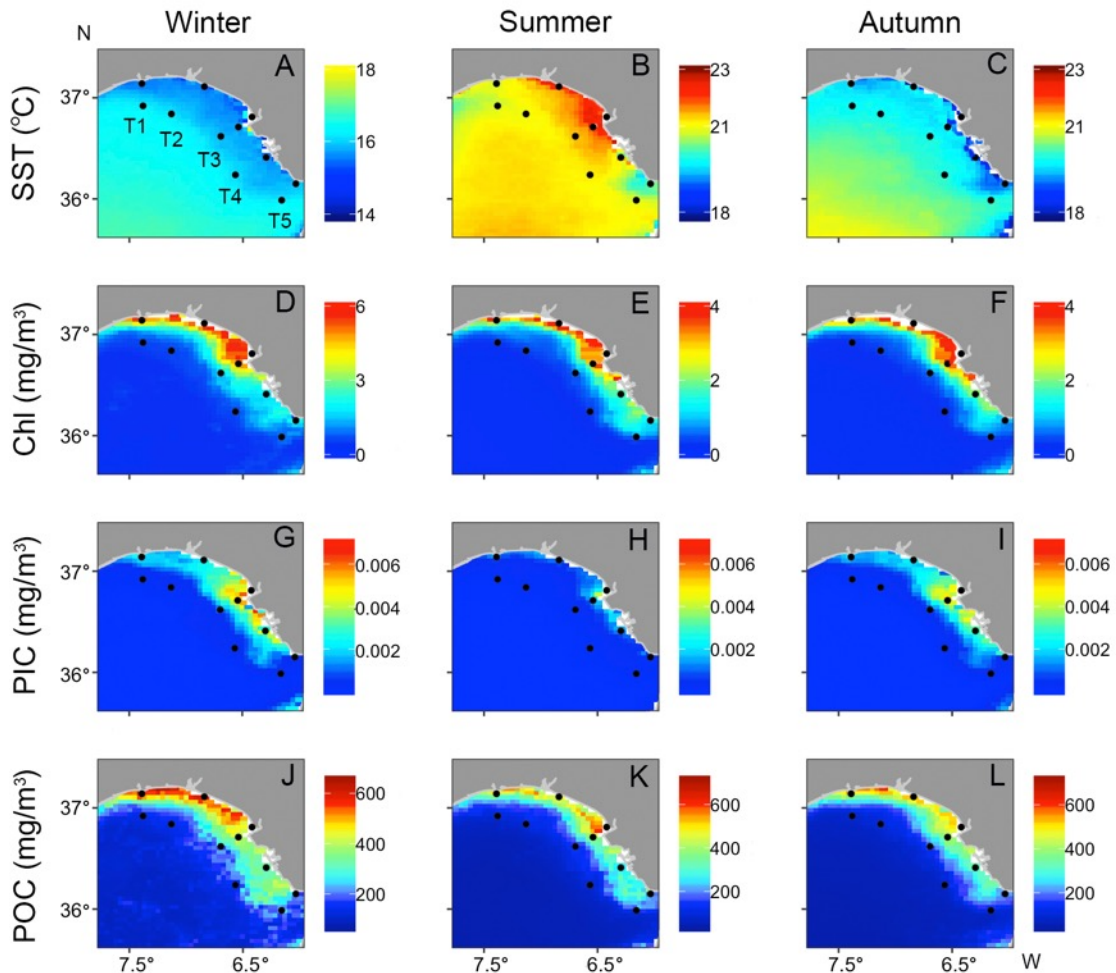 Winter Summer Autumn
N
A 18 B 23 C 23
37°
T1 T2 16 21 21
T3
T4
36° T5
14 18 18
SST (°C)
D 6 E 4 F 4
37°
3 2 2
36°
0 0 0
Chl (mg/m³)
G H I
37° 0.006 0.006 0.006
0.004 0.004 0.004
0.002 0.002 0.002
36°
PIC (mg/m³)
J K L
37° 600 600 600
400 400 400
200 200 200
36°
POC (mg/m³)
7.5° 6.5° 7.5° 6.5° 7.5° 6.5° W